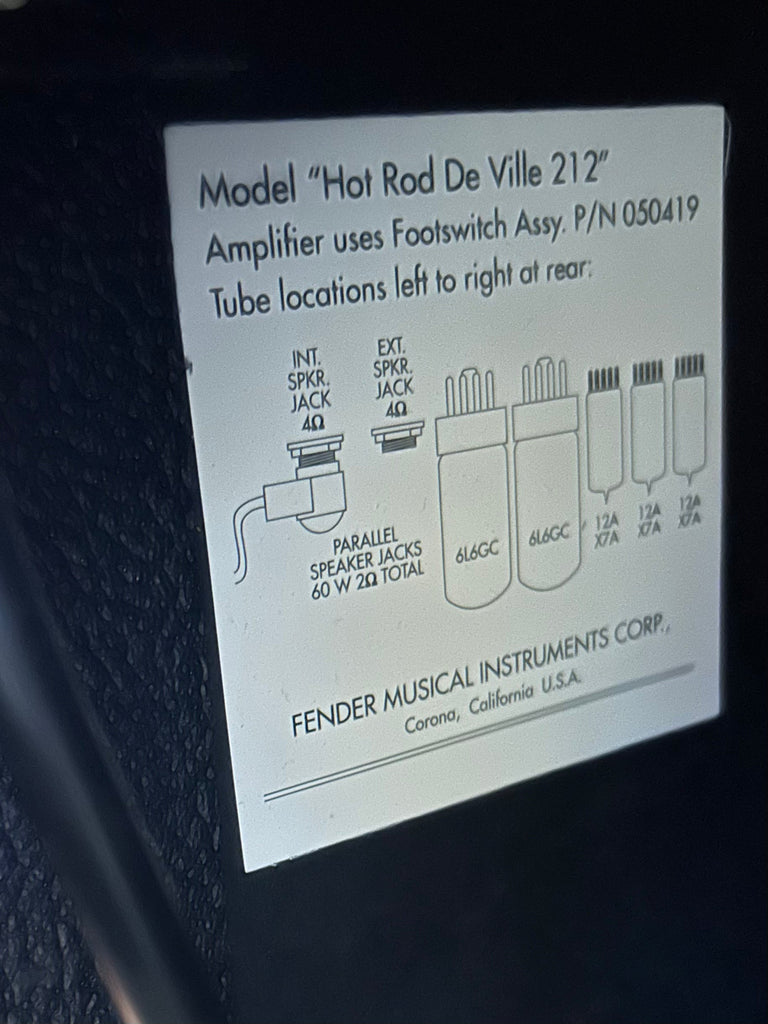 Model "Hot Rod De Ville 212"
Amplifier uses Footswitch Assy. P/N 050419
Tube locations left to right at rear:
INT.
SPKR.
JACK
4Ω
EXT.
SPKR.
JACK
4Ω
PARALLEL
SPEAKER JACKS
60 W 2Ω TOTAL
6L6GC
6L6GC
12A
X7A
12A
X7A
12A
X7A
FENDER MUSICAL INSTRUMENTS CORP.,
Corona, California U.S.A.